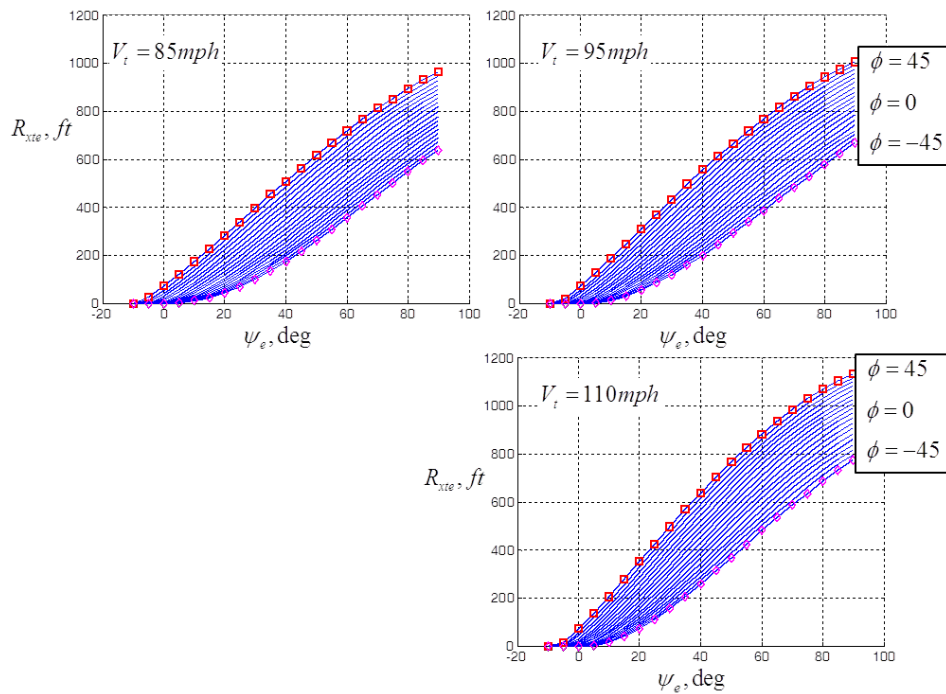 1200
1000
800
600
400
200
0
V_t = 85mph
R_xte, ft
-20 0 20 40 60 80 100
ψ_e, deg
1200
1000
800
600
400
200
0
V_t = 95mph
ϕ = 45
ϕ = 0
ϕ = -45
-20 0 20 40 60 80 100
ψ_e, deg
1200
1000
800
600
400
200
0
V_t = 110mph
ϕ = 45
ϕ = 0
ϕ = -45
R_xte, ft
-20 0 20 40 60 80 100
ψ_e, deg